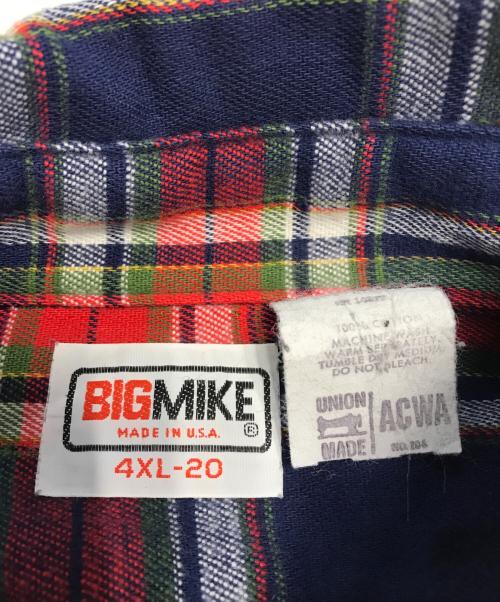 BIGMIKE
MADE IN U.S.A. ®
4XL-20
100% COTTON
MACHINE WASH
WARM SEPARATELY,
TUMBLE DRY MEDIUM
DO NOT BLEACH.
UNION
MADE
ACWA
NO.